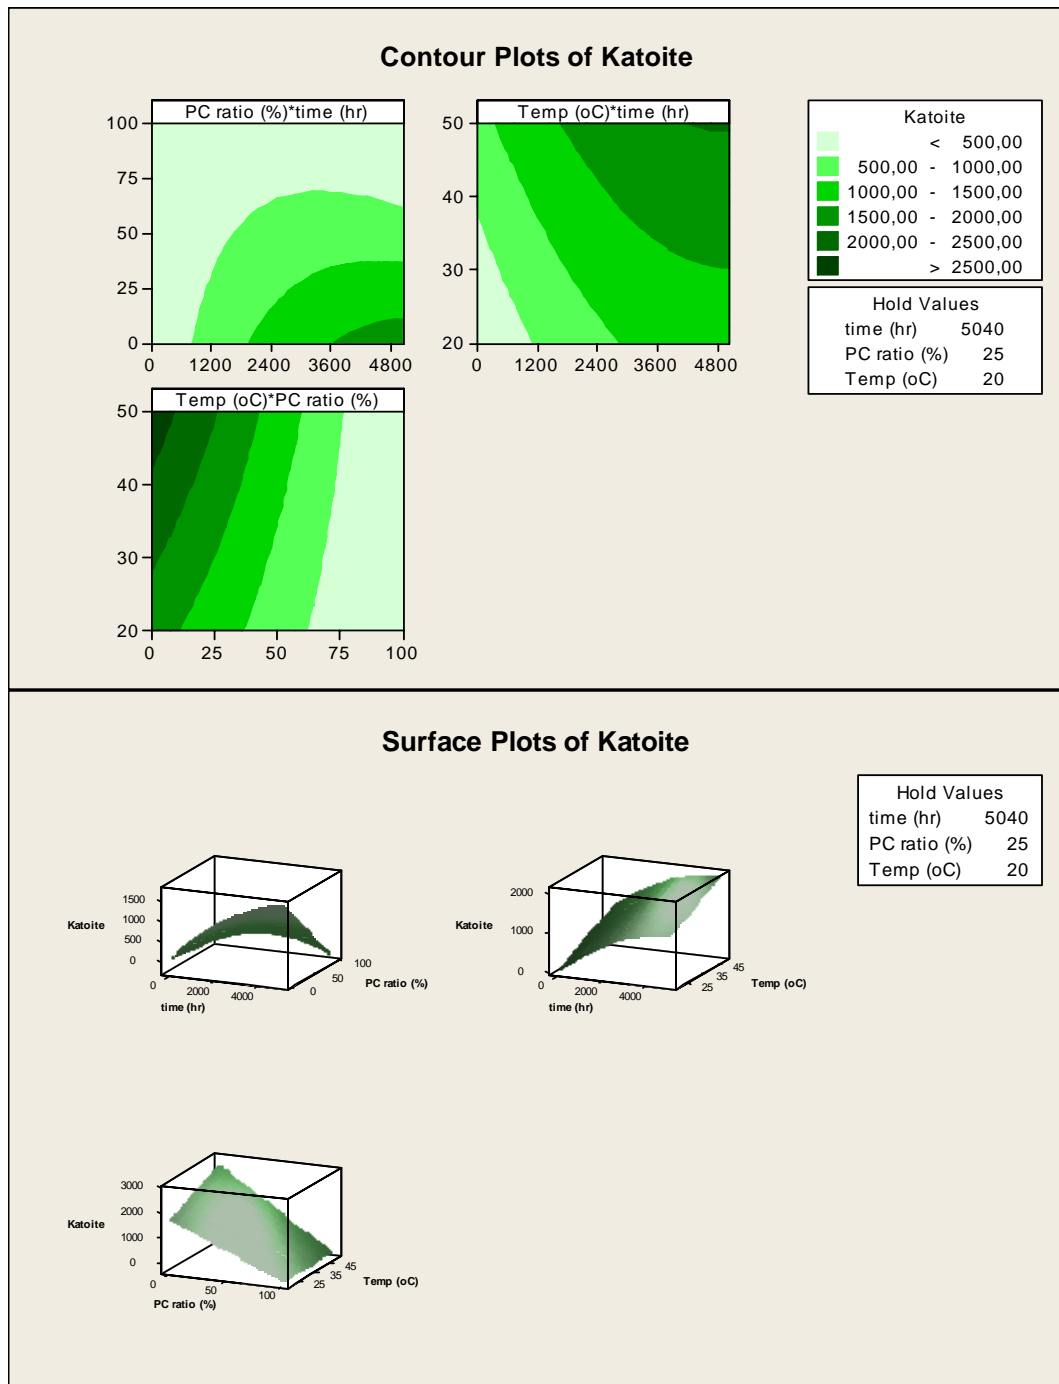 Contour Plots of Katoite
PC ratio (%)*time (hr)
100
75
50
25
0
0 1200 2400 3600 4800
Temp (oC)*time (hr)
50
40
30
20
0 1200 2400 3600 4800
Katoite
< 500,00
500,00 - 1000,00
1000,00 - 1500,00
1500,00 - 2000,00
2000,00 - 2500,00
> 2500,00
Hold Values
time (hr) 5040
PC ratio (%) 25
Temp (oC) 20
Temp (oC)*PC ratio (%)
50
40
30
20
0 25 50 75 100
Surface Plots of Katoite
Hold Values
time (hr) 5040
PC ratio (%) 25
Temp (oC) 20
1500
1000
500
0
Katoite
0 2000 4000
time (hr)
0 50 100
PC ratio (%)
2000
1000
0
Katoite
0 2000 4000
time (hr)
25 35 45
Temp (oC)
3000
2000
1000
0
Katoite
0 50 100
PC ratio (%)
25 35 45
Temp (oC)